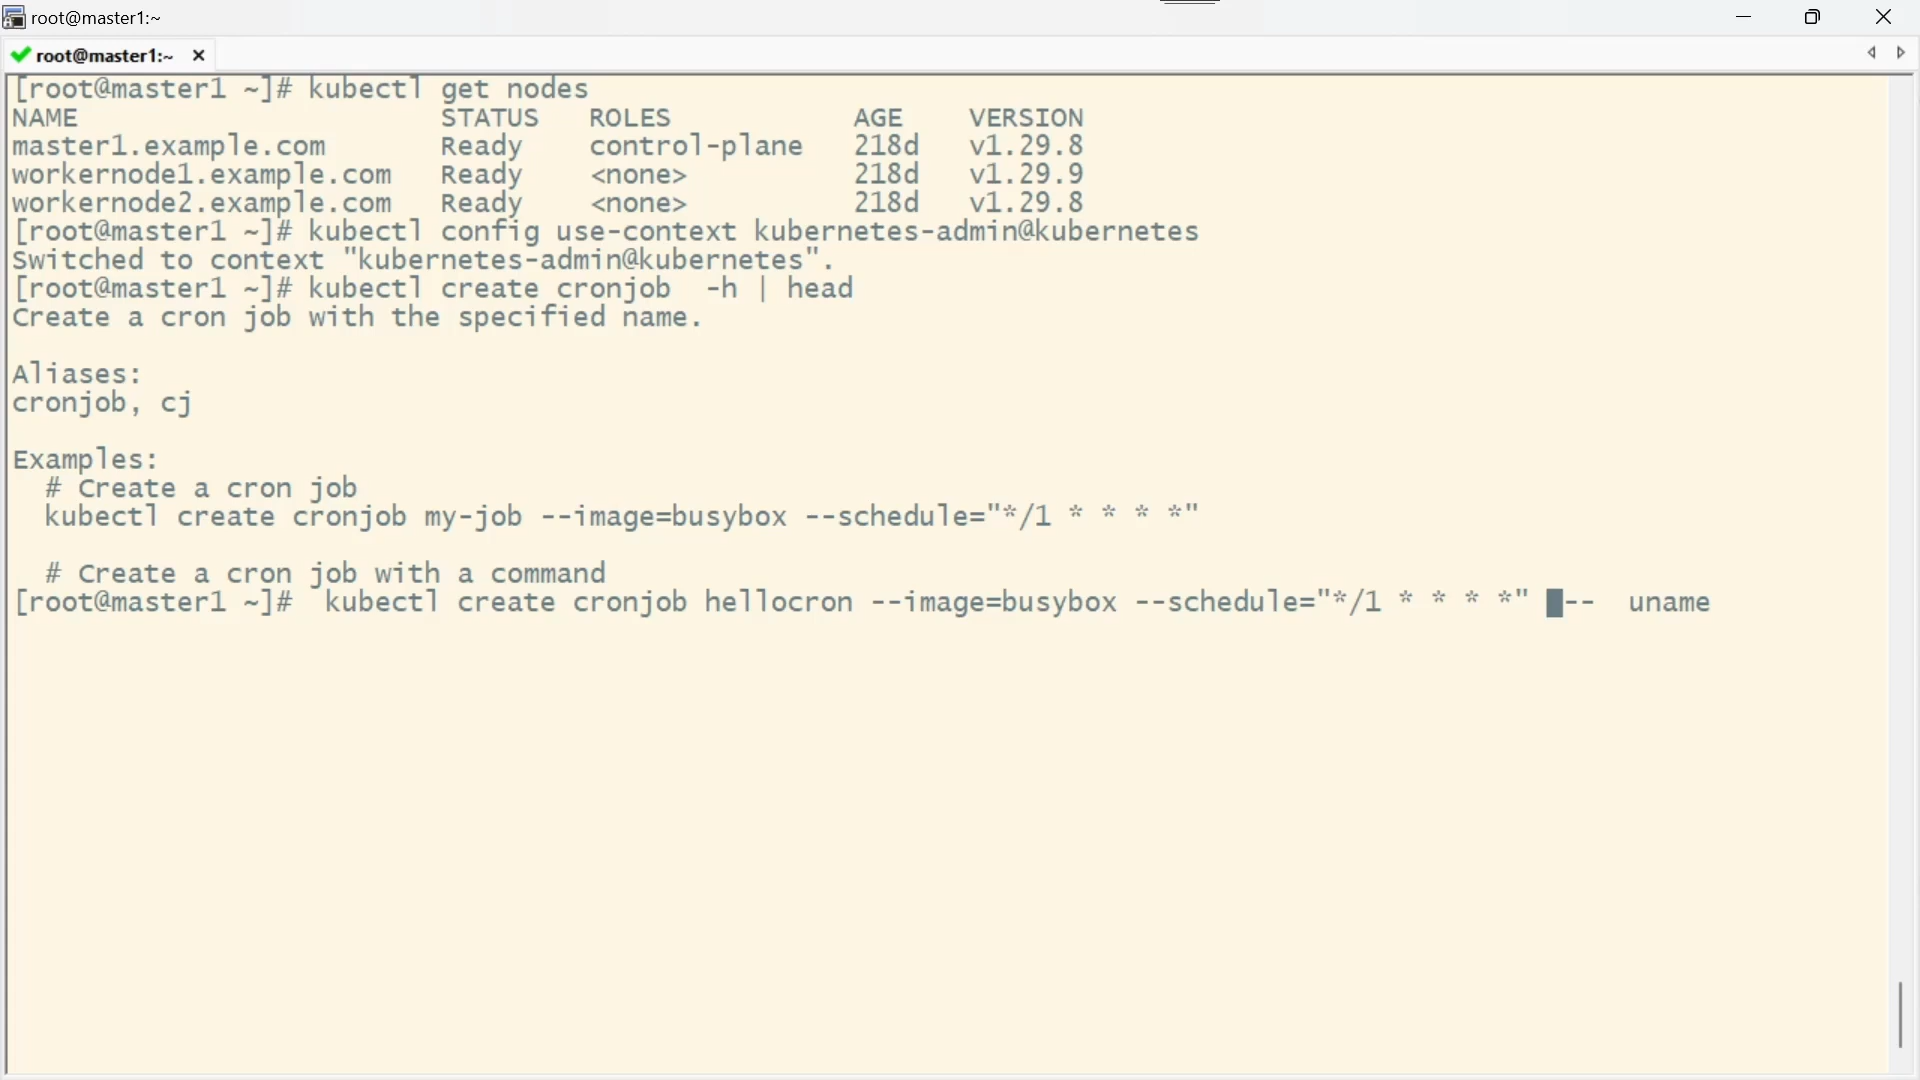 root@master1:~
root@master1:~
[root@master1 ~]# kubectl get nodes
NAME STATUS ROLES AGE VERSION
master1.example.com Ready control-plane 218d v1.29.8
workernode1.example.com Ready <none> 218d v1.29.9
workernode2.example.com Ready <none> 218d v1.29.8
[root@master1 ~]# kubectl config use-context kubernetes-admin@kubernetes
Switched to context "kubernetes-admin@kubernetes".
[root@master1 ~]# kubectl create cronjob  -h | head
Create a cron job with the specified name.
Aliases:
cronjob, cj
Examples:
  # Create a cron job
  kubectl create cronjob my-job --image=busybox --schedule="*/1 * * * *"
  # Create a cron job with a command
[root@master1 ~]#  kubectl create cronjob hellocron --image=busybox --schedule="*/1 * * * *" --  uname